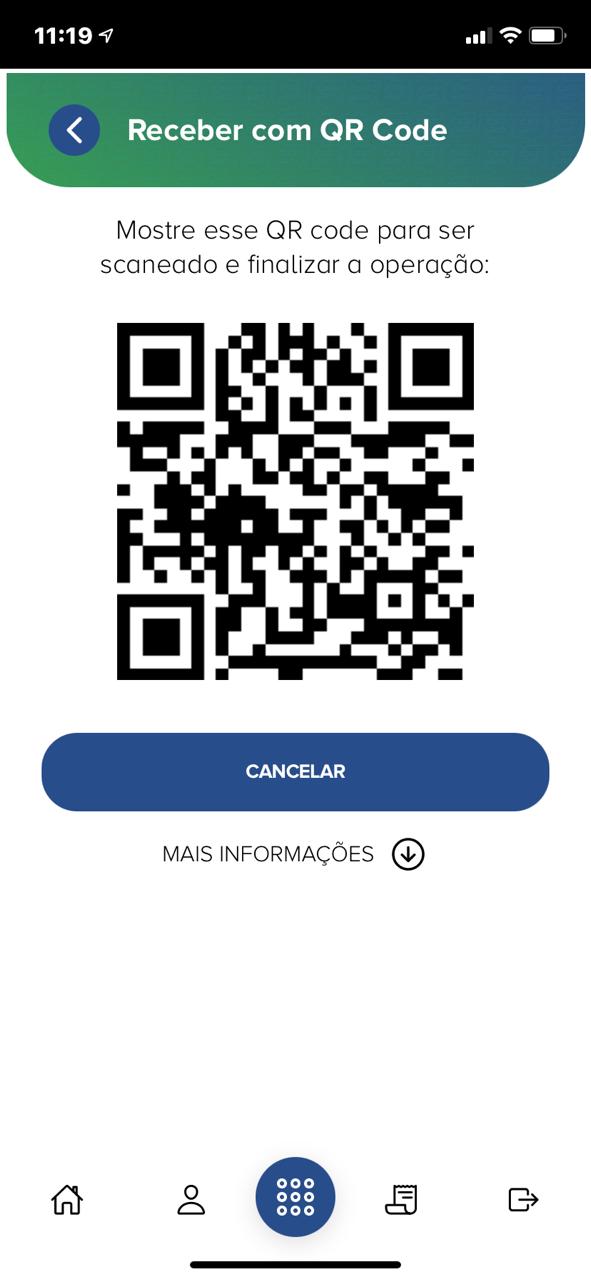 11:19
Receber com QR Code
Mostre esse QR code para ser
scaneado e finalizar a operação:
CANCELAR
MAIS INFORMAÇÕES